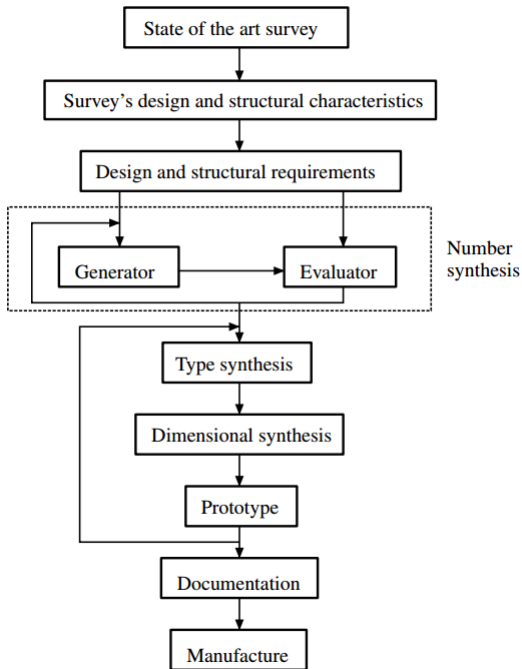 State of the art survey
Survey's design and structural characteristics
Design and structural requirements
Generator
Evaluator
Number
synthesis
Type synthesis
Dimensional synthesis
Prototype
Documentation
Manufacture